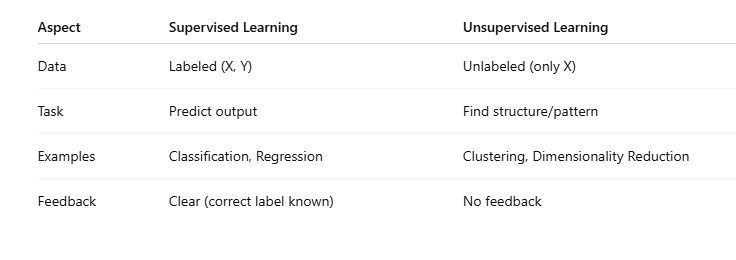 Aspect Supervised Learning Unsupervised Learning
Data Labeled (X, Y) Unlabeled (only X)
Task Predict output Find structure/pattern
Examples Classification, Regression Clustering, Dimensionality Reduction
Feedback Clear (correct label known) No feedback